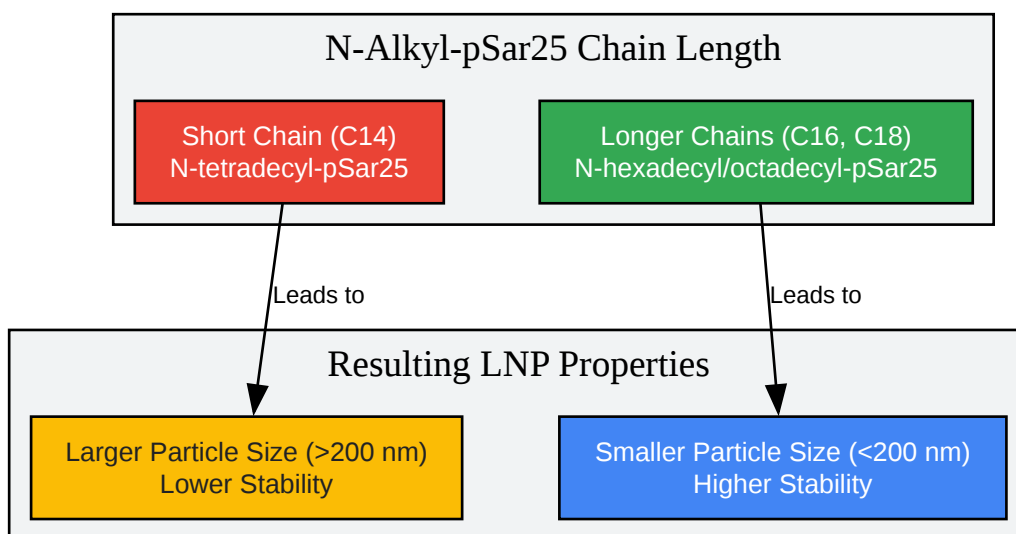 N-Alkyl-pSar25 Chain Length
Short Chain (C14)
N-tetradecyl-pSar25
Longer Chains (C16, C18)
N-hexadecyl/octadecyl-pSar25
Leads to
Leads to
Resulting LNP Properties
Larger Particle Size (>200 nm)
Lower Stability
Smaller Particle Size (<200 nm)
Higher Stability